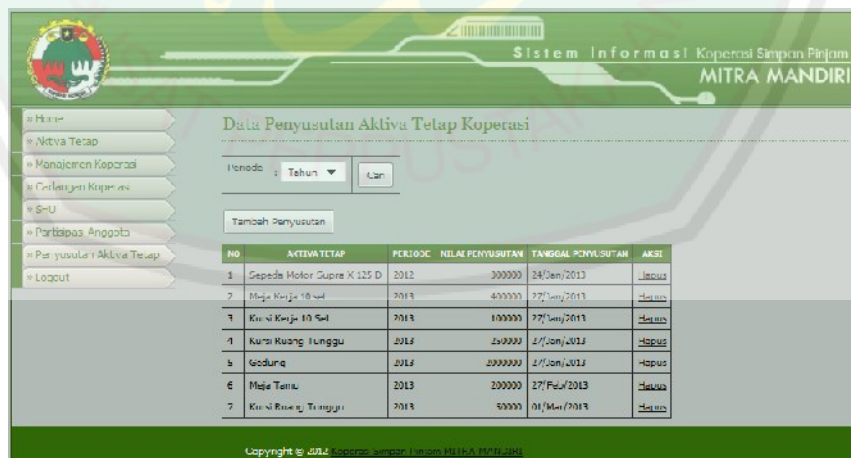 Sistem Informasi Koperasi Simpan Pinjam
MITRA MANDIRI
» Home
» Aktiva Tetap
» Manajemen Koperasi
» Cadangan Koperasi
» SHU
» Partisipasi Anggota
» Penyusutan Aktiva Tetap
» Logout
Data Penyusutan Aktiva Tetap Koperasi
Periode : Tahun Cari
Tambah Penyusutan
NO AKTIVA TETAP PERIODE NILAI PENYUSUTAN TANGGAL PENYUSUTAN AKSI
1 Sepeda Motor Supra X 125 D 2012 300000 24/Jan/2013 Hapus
2 Meja Kerja 10 set 2013 400000 27/Jan/2013 Hapus
3 Kursi Kerja 10 Set 2013 100000 27/Jan/2013 Hapus
4 Kursi Ruang Tunggu 2013 250000 27/Jan/2013 Hapus
5 Gedung 2013 2000000 27/Jan/2013 Hapus
6 Meja Tamu 2013 200000 27/Feb/2013 Hapus
7 Kursi Ruang Tunggu 2013 50000 01/Mar/2013 Hapus
Copyright © 2012 Koperasi Simpan Pinjam MITRA MANDIRI